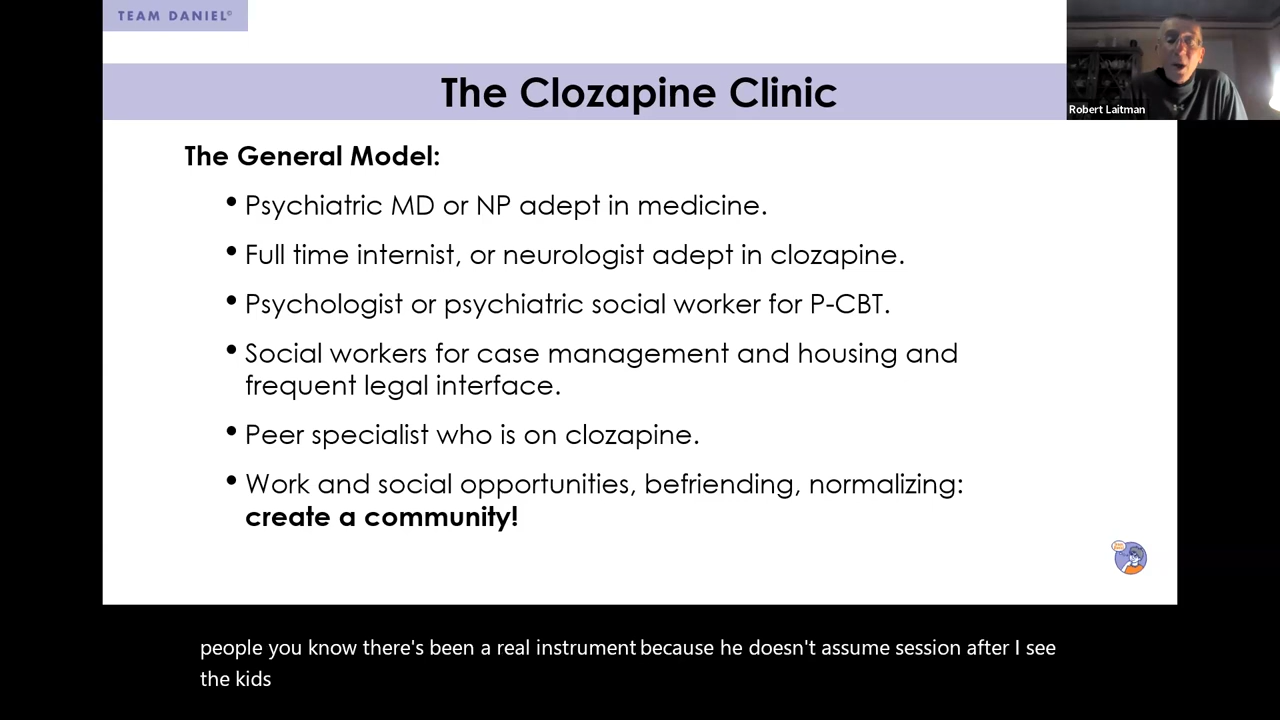 TEAM DANIEL©
The Clozapine Clinic
Robert Laitman
The General Model:
• Psychiatric MD or NP adept in medicine.
• Full time internist, or neurologist adept in clozapine.
• Psychologist or psychiatric social worker for P-CBT.
• Social workers for case management and housing and
frequent legal interface.
• Peer specialist who is on clozapine.
• Work and social opportunities, befriending, normalizing:
create a community!
people you know there's been a real instrument because he doesn't assume session after I see
the kids